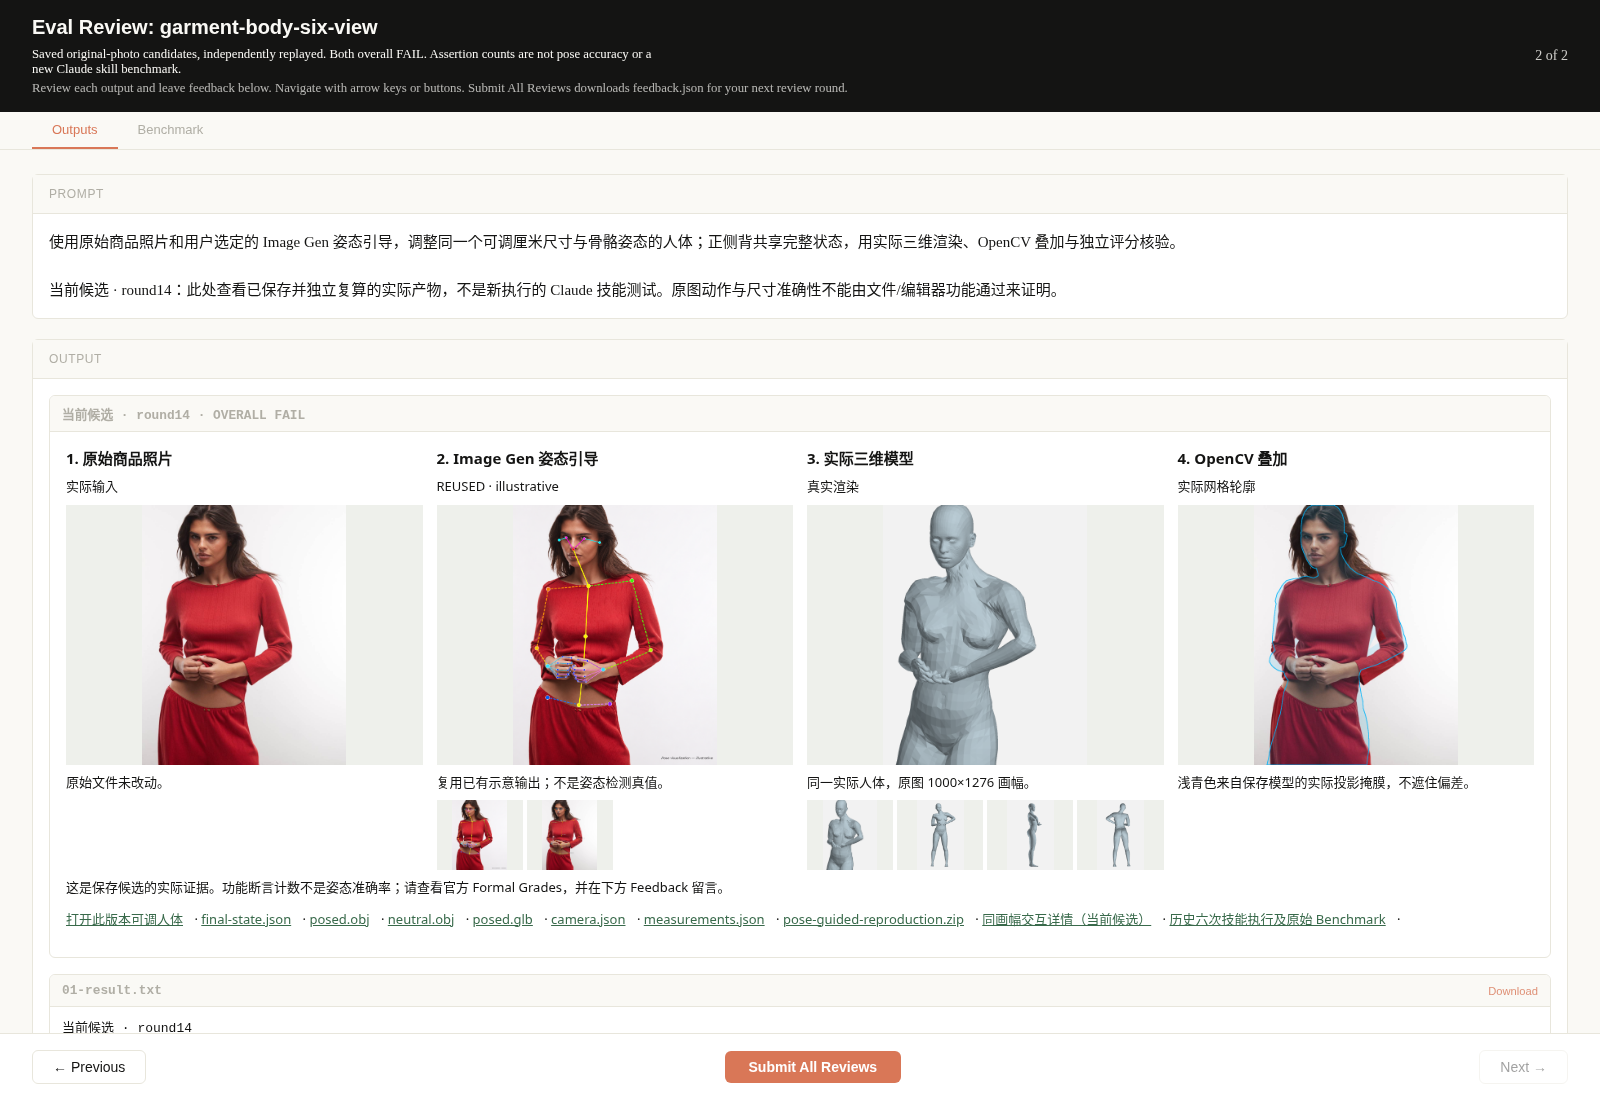 Eval Review: garment-body-six-view
Saved original-photo candidates, independently replayed. Both overall FAIL. Assertion counts are not pose accuracy or a
new Claude skill benchmark.
2 of 2
Review each output and leave feedback below. Navigate with arrow keys or buttons. Submit All Reviews downloads feedback.json for your next review round.
Outputs Benchmark
PROMPT
使用原始商品照片和用户选定的 Image Gen 姿态引导，调整同一个可调厘米尺寸与骨骼姿态的人体；正侧背共享完整状态，用实际三维渲染、OpenCV 叠加与独立评分核验。
当前候选 · round14：此处查看已保存并独立复算的实际产物，不是新执行的 Claude 技能测试。原图动作与尺寸准确性不能由文件/编辑器功能通过来证明。
OUTPUT
当前候选 · round14 · OVERALL FAIL
1. 原始商品照片
实际输入
原始文件未改动。
2. Image Gen 姿态引导
REUSED · illustrative
复用已有示意输出；不是姿态检测真值。
3. 实际三维模型
真实渲染
同一实际人体，原图 1000×1276 画幅。
4. OpenCV 叠加
实际网格轮廓
浅青色来自保存模型的实际投影掩膜，不遮住偏差。
这是保存候选的实际证据。功能断言计数不是姿态准确率；请查看官方 Formal Grades，并在下方 Feedback 留言。
打开此版本可调人体 · final-state.json · posed.obj · neutral.obj · posed.glb · camera.json · measurements.json · pose-guided-reproduction.zip · 同画幅交互详情（当前候选） · 历史六次技能执行及原始 Benchmark ·
01-result.txt
Download
当前候选 · round14
← Previous
Submit All Reviews
Next →